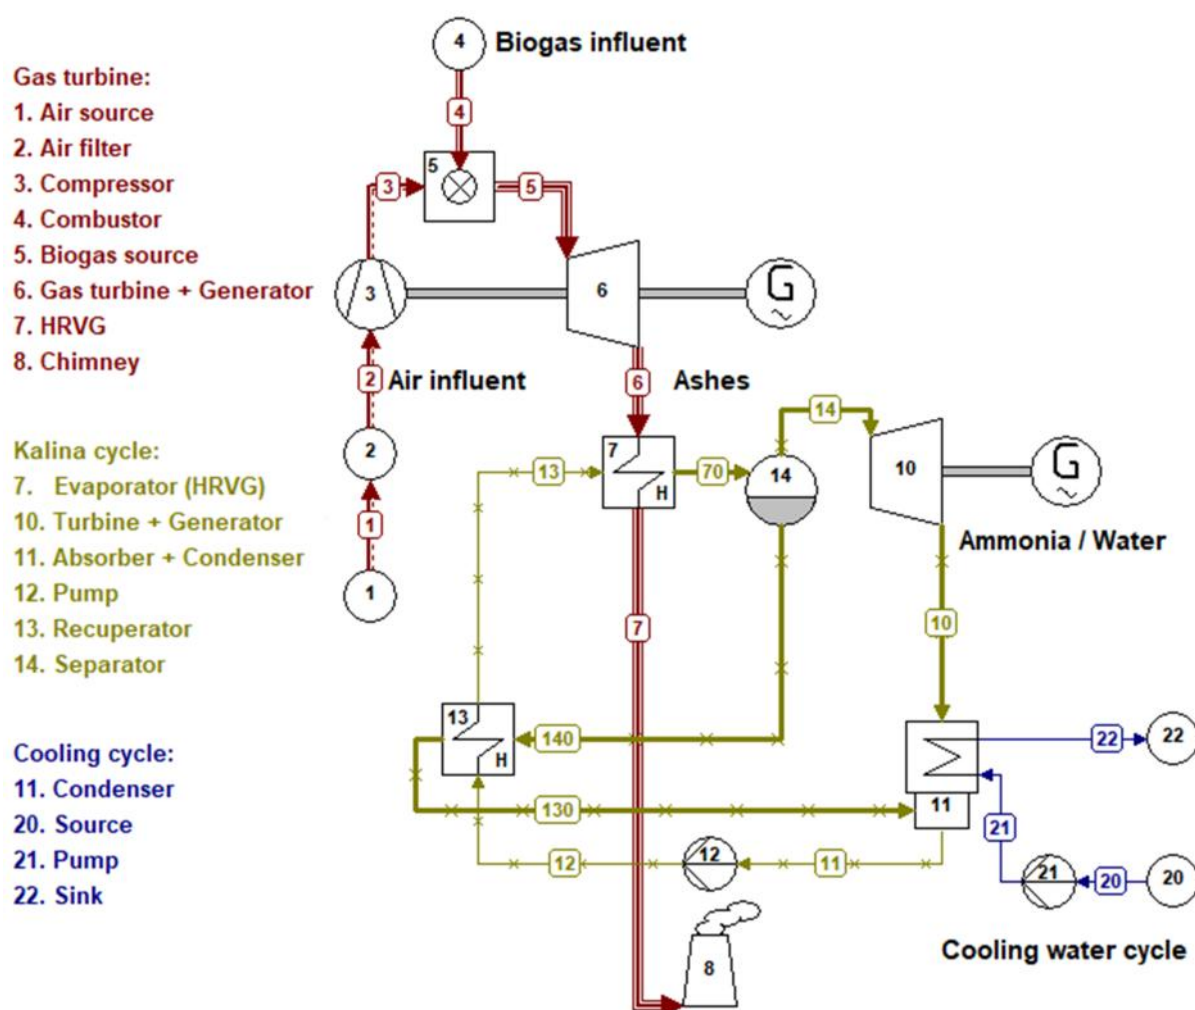 Gas turbine:
1. Air source
2. Air filter
3. Compressor
4. Combustor
5. Biogas source
6. Gas turbine + Generator
7. HRVG
8. Chimney
Kalina cycle:
7. Evaporator (HRVG)
10. Turbine + Generator
11. Absorber + Condenser
12. Pump
13. Recuperator
14. Separator
Cooling cycle:
11. Condenser
20. Source
21. Pump
22. Sink
4
Biogas influent
4
5
3
5
3
6
G
2
Air influent
6
Ashes
14
2
7
H
13
70
14
10
G
1
Ammonia / Water
1
7
10
13
H
140
22
22
130
11
21
12
12
11
21
20
20
8
Cooling water cycle